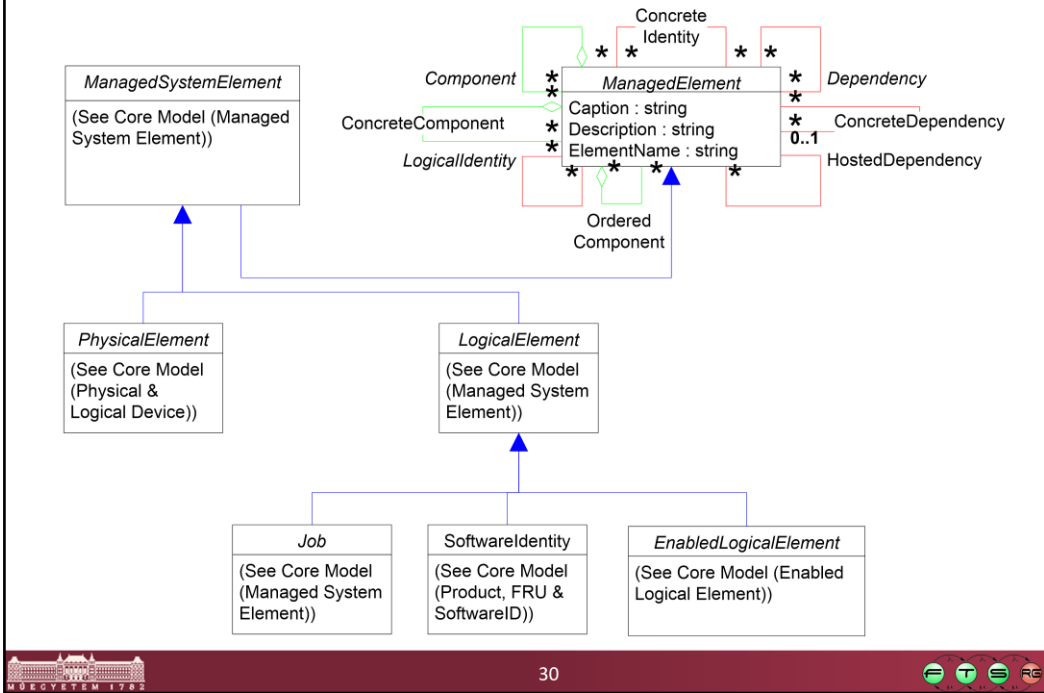 Concrete
Identity
* * * * *
ManagedSystemElement
(See Core Model (Managed
System Element))
Component
*
*
ManagedElement
*
*
Dependency
Caption : string
Description : string
ElementName : string
ConcreteComponent
*
*
*
0..1
ConcreteDependency
LogicalIdentity
HostedDependency
* * * *
Ordered
Component
PhysicalElement
(See Core Model
(Physical &
Logical Device))
LogicalElement
(See Core Model
(Managed System
Element))
Job
(See Core Model
(Managed System
Element))
SoftwareIdentity
(See Core Model
(Product, FRU &
SoftwareID))
EnabledLogicalElement
(See Core Model (Enabled
Logical Element))
MŰEGYETEM 1782
30
F T S RG